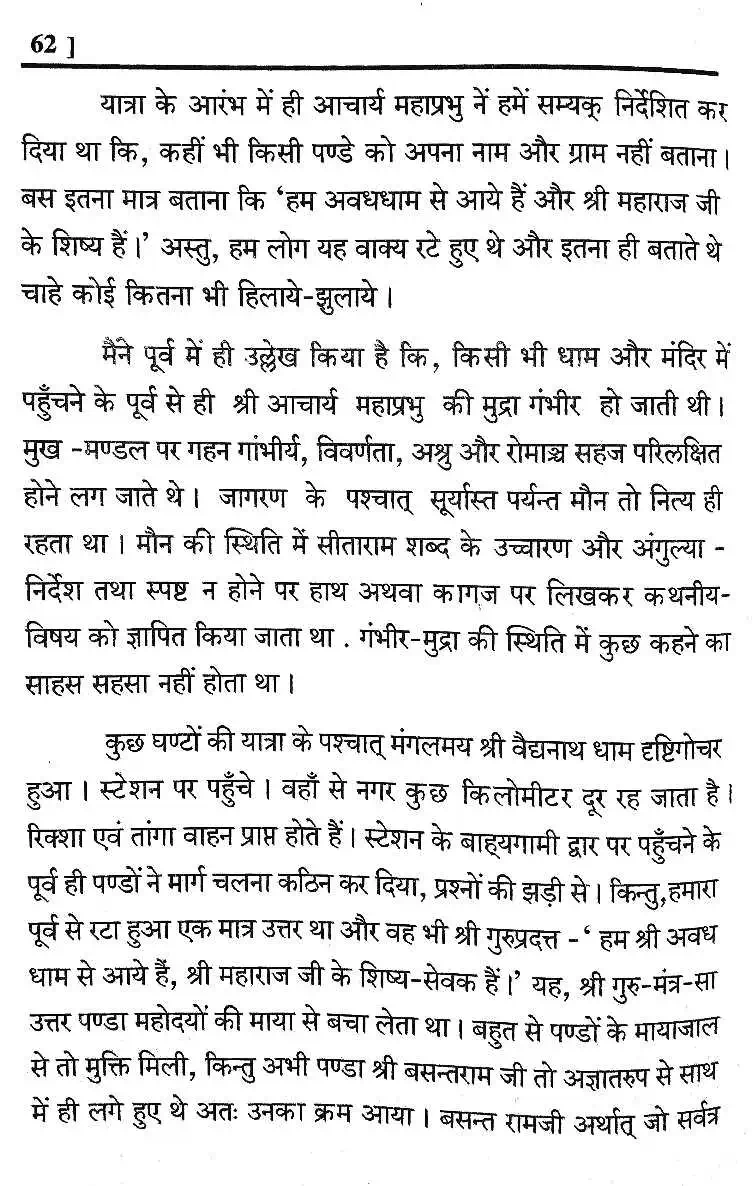 62 ]
यात्रा के आरंभ में ही आचार्य महाप्रभु नें हमें सम्यक् निर्देशित कर
दिया था कि, कहीं भी किसी पण्डे को अपना नाम और ग्राम नहीं बताना।
बस इतना मात्र बताना कि ‘हम अवधधाम से आये हैं और श्री महाराज जी
के शिष्य हैं।’ अस्तु, हम लोग यह वाक्य रटे हुए थे और इतना ही बताते थे
चाहे कोई कितना भी हिलाये-झुलाये ।
मैने पूर्व में ही उल्लेख किया है कि, किसी भी धाम और मंदिर में
पहुँचने के पूर्व से ही श्री आचार्य महाप्रभु की मुद्रा गंभीर हो जाती थी।
मुख -मण्डल पर गहन गांभीर्य, विवर्णता, अश्रु और रोमाञ्च सहज परिलक्षित
होने लग जाते थे। जागरण के पश्चात् सूर्यास्त पर्यन्त मौन तो नित्य ही
रहता था । मौन की स्थिति में सीताराम शब्द के उच्चारण और अंगुल्या -
निर्देश तथा स्पष्ट न होने पर हाथ अथवा कागज पर लिखकर कथनीय-
विषय को ज्ञापित किया जाता था . गंभीर-मुद्रा की स्थिति में कुछ कहने का
साहस सहसा नहीं होता था ।
कुछ घण्टों की यात्रा के पश्चात् मंगलमय श्री वैद्यनाथ धाम दृष्टिगोचर
हुआ । स्टेशन पर पहुँचे । वहाँ से नगर कुछ किलोमीटर दूर रह जाता है।
रिक्शा एवं तांगा वाहन प्राप्त होते हैं। स्टेशन के बाह्यगामी द्वार पर पहुँचने के
पूर्व ही पण्डों ने मार्ग चलना कठिन कर दिया, प्रश्नों की झड़ी से। किन्तु,हमारा
पूर्व से रटा हुआ एक मात्र उत्तर था और वह भी श्री गुरुप्रदत्त -‘ हम श्री अवध
धाम से आये हैं, श्री महाराज जी के शिष्य-सेवक हैं।’ यह, श्री गुरु-मंत्र-सा
उत्तर पण्डा महोदयों की माया से बचा लेता था। बहुत से पण्डों के मायाजाल
से तो मुक्ति मिली, किन्तु अभी पण्डा श्री बसन्तराम जी तो अज्ञातरुप से साथ
में ही लगे हुए थे अतः उनका क्रम आया । बसन्त रामजी अर्थात् जो सर्वत्र